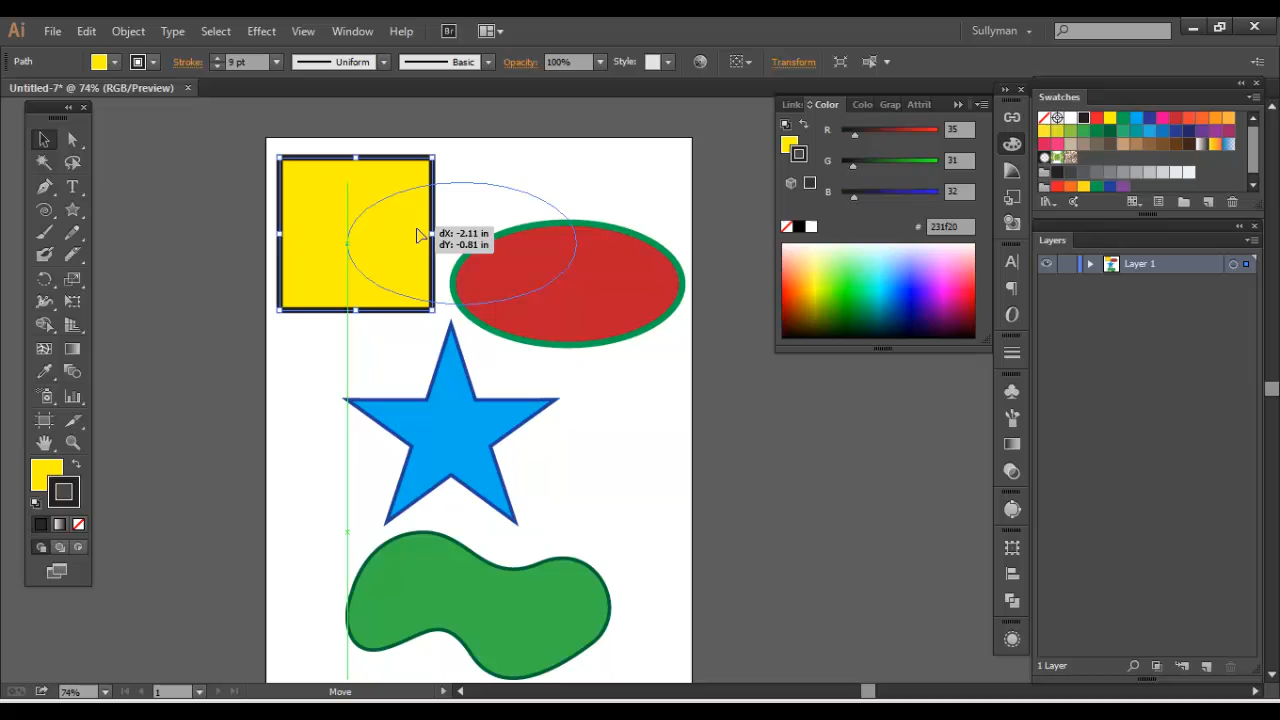 Ai File Edit Object Type Select Effect View Window Help Br Sullyman
Path Stroke: 9 pt Uniform Basic Opacity: 100% Style: Transform
Untitled-7* @ 74% (RGB/Preview)
Link Color Colo Grap Attril
Swatches
R 35
G 31
B 32
# 231f20
dX: -2.11 in
dY: -0.81 in
Layers
Layer 1
1 Layer
74% 1 Move